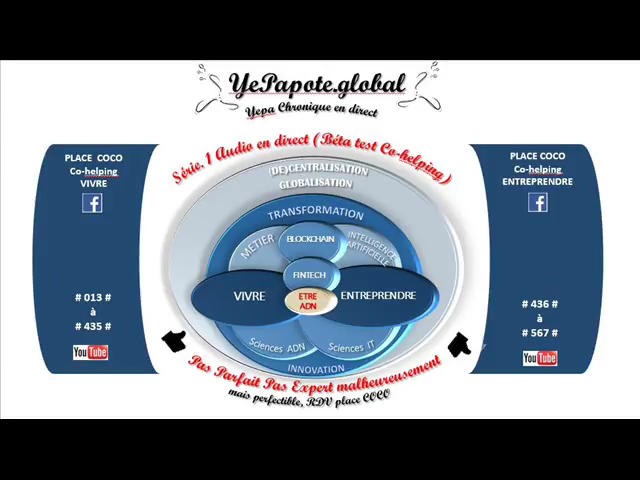 YePapote.global
Yepa Chronique en direct
Série.1 Audio en direct (Béta test Co-helping)
PLACE COCO
Co-helping
VIVRE
f
# 013 #
à
# 435 #
YouTube
(DE)CENTRALISATION
GLOBALISATION
TRANSFORMATION
METIER
BLOCKCHAIN
INTELLIGENCE
ARTIFICIELLE
FINTECH
VIVRE
ETRE
ADN
ENTREPRENDRE
Sciences ADN
Sciences IT
INNOVATION
PLACE COCO
Co-helping
ENTREPRENDRE
f
# 436 #
à
# 567 #
YouTube
Pas Parfait Pas Expert malheureusement
mais perfectible, RDV place COCO